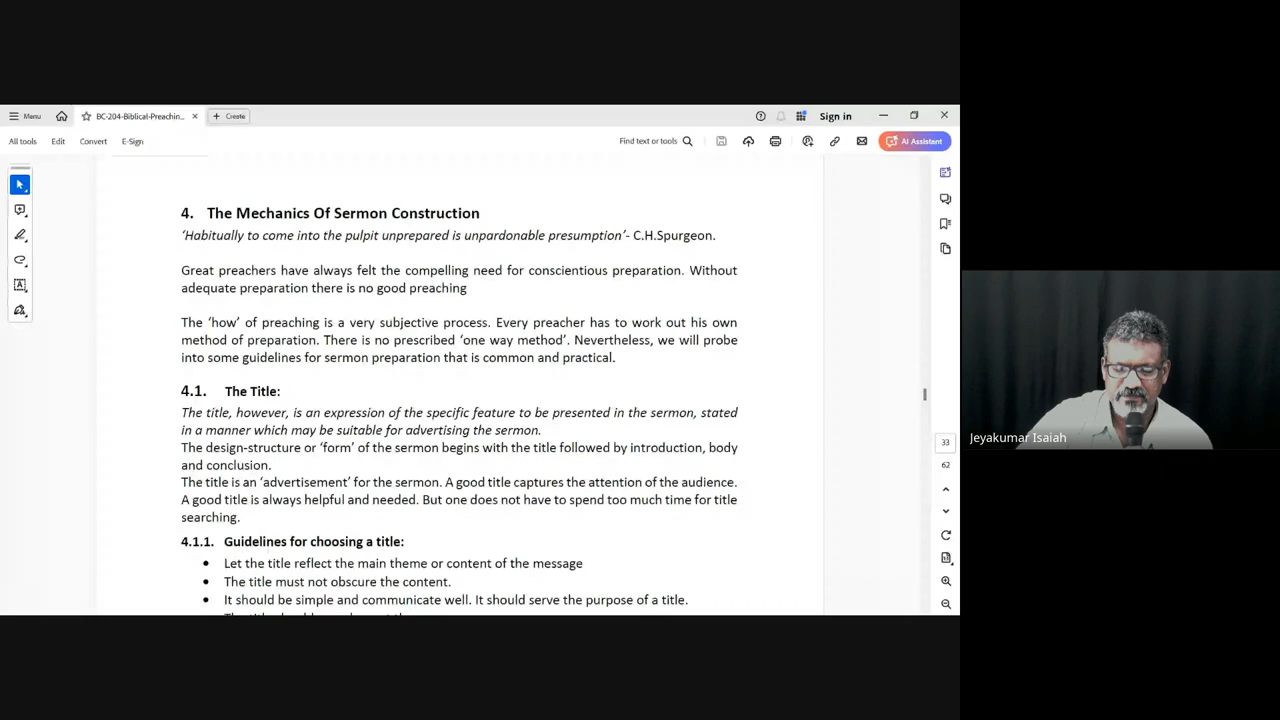 Menu
BC-204-Biblical-Preachin...
Create
Sign in
All tools
Edit
Convert
E-Sign
Find text or tools
AI Assistant
4. The Mechanics Of Sermon Construction
‘Habitually to come into the pulpit unprepared is unpardonable presumption’- C.H.Spurgeon.
Great preachers have always felt the compelling need for conscientious preparation. Without
adequate preparation there is no good preaching
The ‘how’ of preaching is a very subjective process. Every preacher has to work out his own
method of preparation. There is no prescribed ‘one way method’. Nevertheless, we will probe
into some guidelines for sermon preparation that is common and practical.
4.1. The Title:
The title, however, is an expression of the specific feature to be presented in the sermon, stated
in a manner which may be suitable for advertising the sermon.
The design-structure or ‘form’ of the sermon begins with the title followed by introduction, body
and conclusion.
The title is an ‘advertisement’ for the sermon. A good title captures the attention of the audience.
A good title is always helpful and needed. But one does not have to spend too much time for title
searching.
4.1.1. Guidelines for choosing a title:
• Let the title reflect the main theme or content of the message
• The title must not obscure the content.
• It should be simple and communicate well. It should serve the purpose of a title.
33
62
Jeyakumar Isaiah